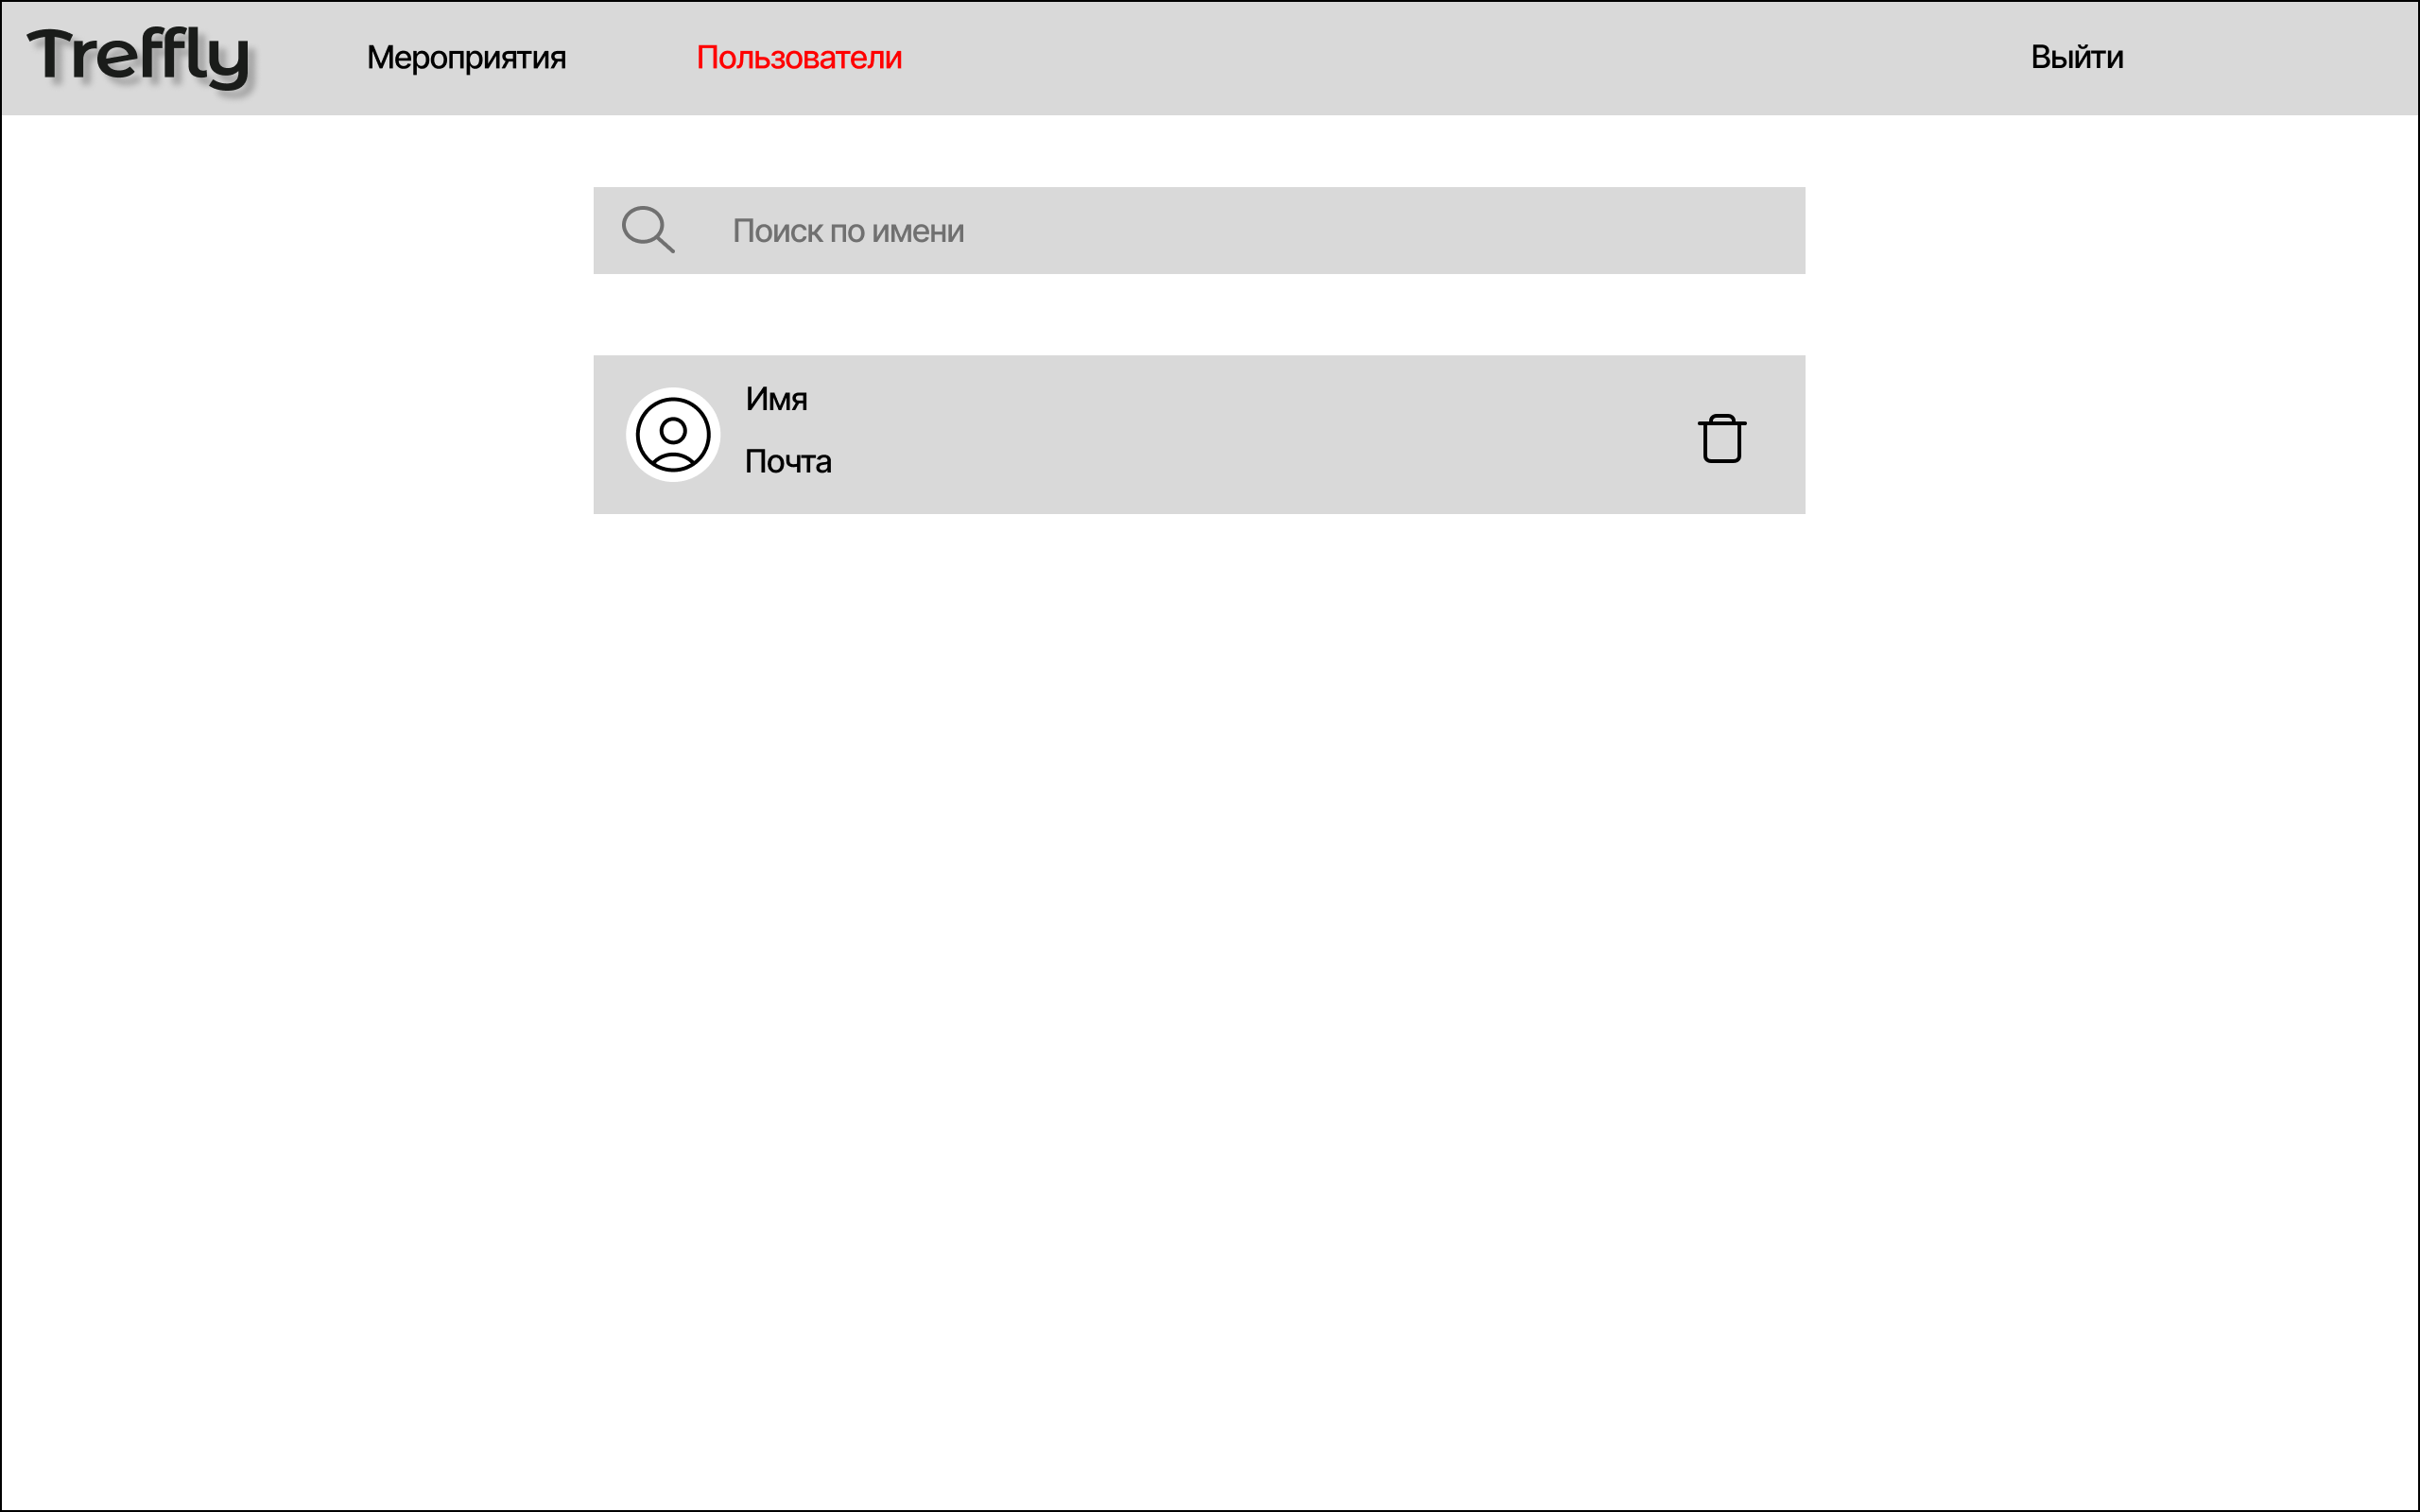 Treffly
Мероприятия
Пользователи
Выйти
Поиск по имени
Имя
Почта